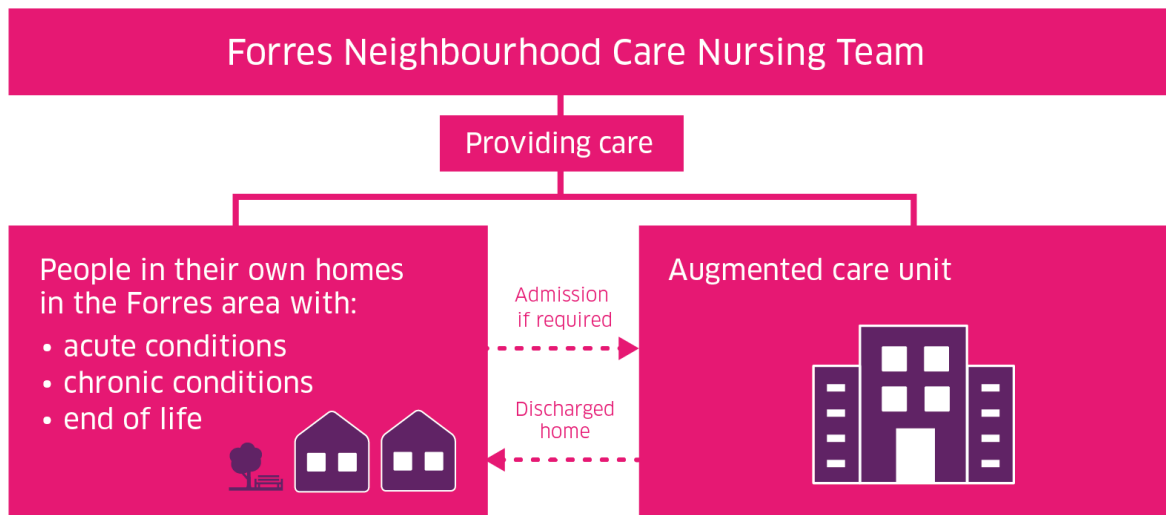 Forres Neighbourhood Care Nursing Team
Providing care
People in their own homes
in the Forres area with:
• acute conditions
• chronic conditions
• end of life
Admission
if required
Discharged
home
Augmented care unit